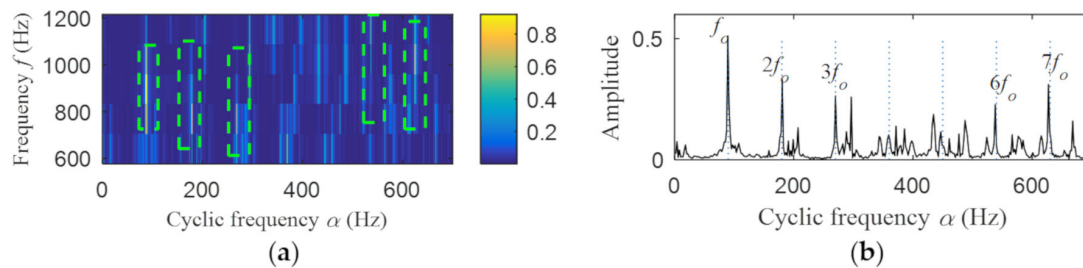 Frequency f (Hz)
1200
1000
800
600
0
200
400
600
Cyclic frequency α (Hz)
0.8
0.6
0.4
0.2
(a)
Amplitude
0.5
0
f_o
2f_o
3f_o
6f_o
7f_o
0
200
400
600
Cyclic frequency α (Hz)
(b)